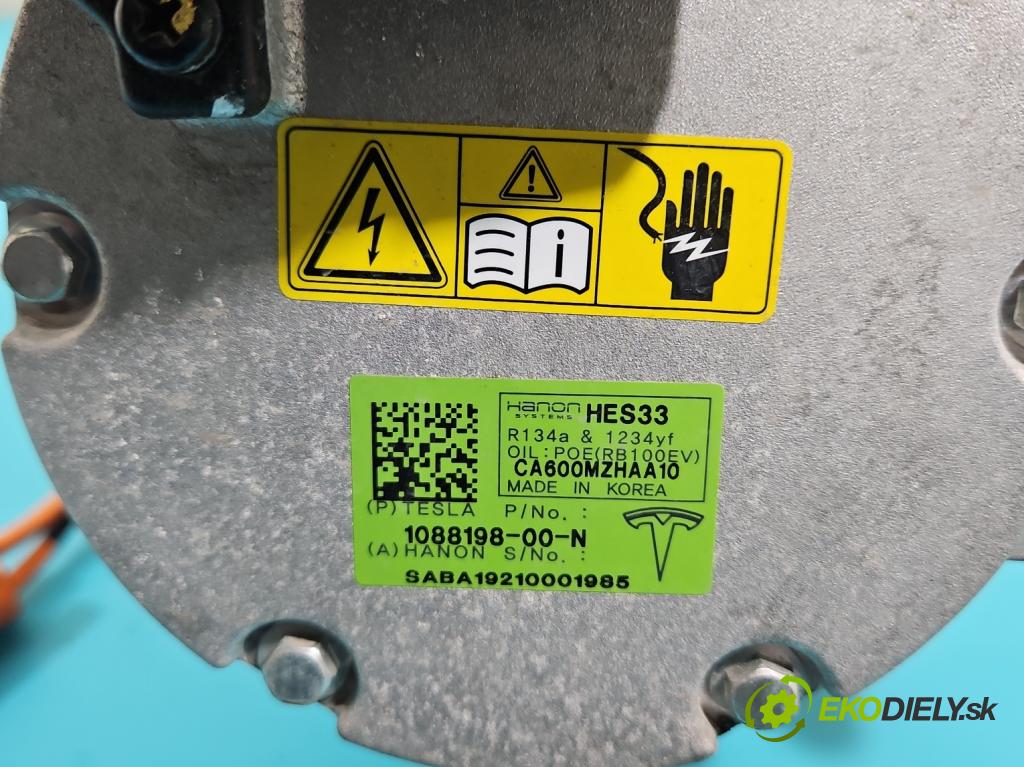 !
i
Hanon
SYSTEMS
HES33
R134a & 1234yf
OIL:POE(RB100EV)
CA600MZHAA10
MADE IN KOREA
(P)TESLA P/No. :
1088198-00-N
(A)HANON S/No. :
SABA19210001985
EKODIELY.sk